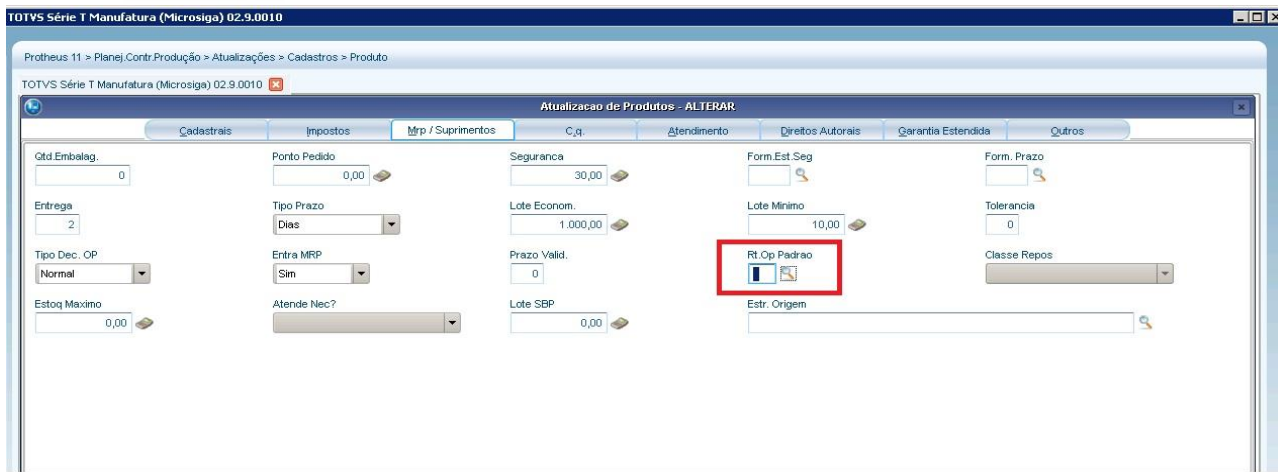 TOTVS Série T Manufatura (Microsiga) 02.9.0010
Protheus 11 > Planej.Contr.Produção > Atualizações > Cadastros > Produto
TOTVS Série T Manufatura (Microsiga) 02.9.0010
Atualizacao de Produtos - ALTERAR
Cadastrais Impostos Mrp / Suprimentos C.q. Atendimento Direitos Autorais Garantia Estendida Outros
Qtd.Embalag. Ponto Pedido Seguranca Form.Est.Seg Form. Prazo
0 0,00 30,00
Entrega Tipo Prazo Lote Econom. Lote Minimo Tolerancia
2 Dias 1.000,00 10,00 0
Tipo Dec. OP Entra MRP Prazo Valid. Rt.Op Padrao Classe Repos
Normal Sim 0
Estoq Maximo Atende Nec? Lote SBP Estr. Origem
0,00 0,00